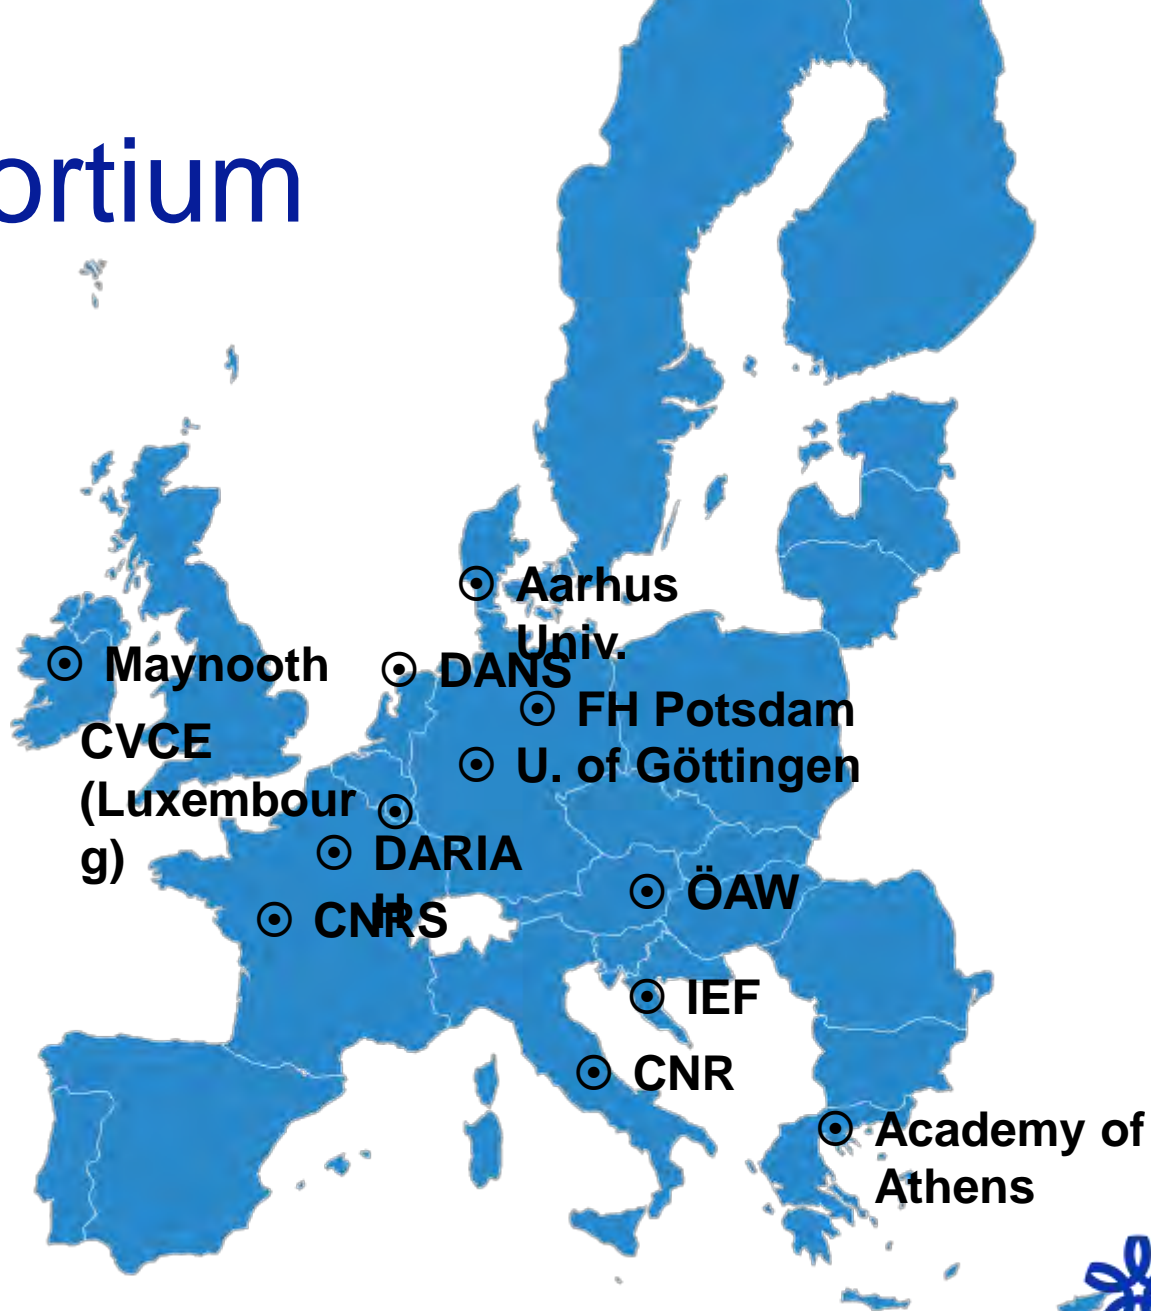 ortium
Aarhus
Univ.
Maynooth
DANS
FH Potsdam
CVCE
(Luxembour
g)
U. of Göttingen
DARIA
H
ÖAW
CNRS
IEF
CNR
Academy of
Athens